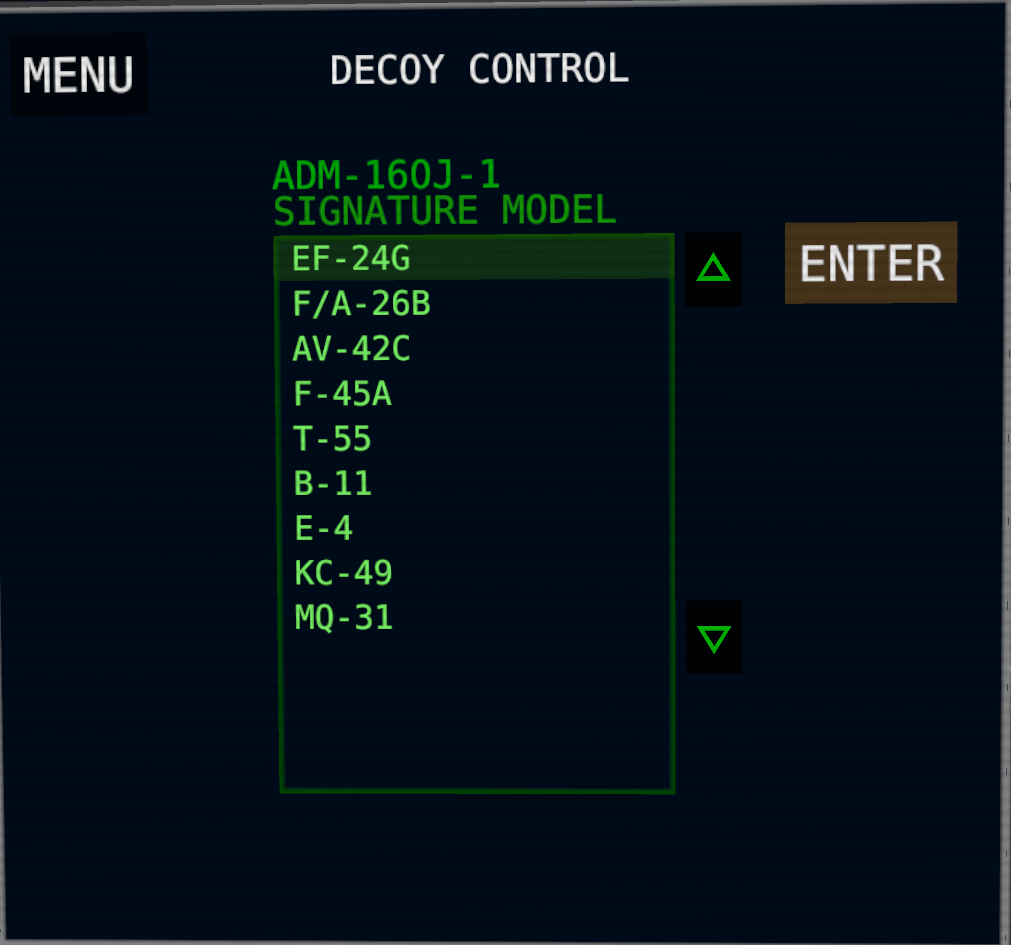 MENU
DECOY CONTROL
ADM-160J-1
SIGNATURE MODEL
EF-24G
ENTER
F/A-26B
AV-42C
F-45A
T-55
B-11
E-4
KC-49
MQ-31